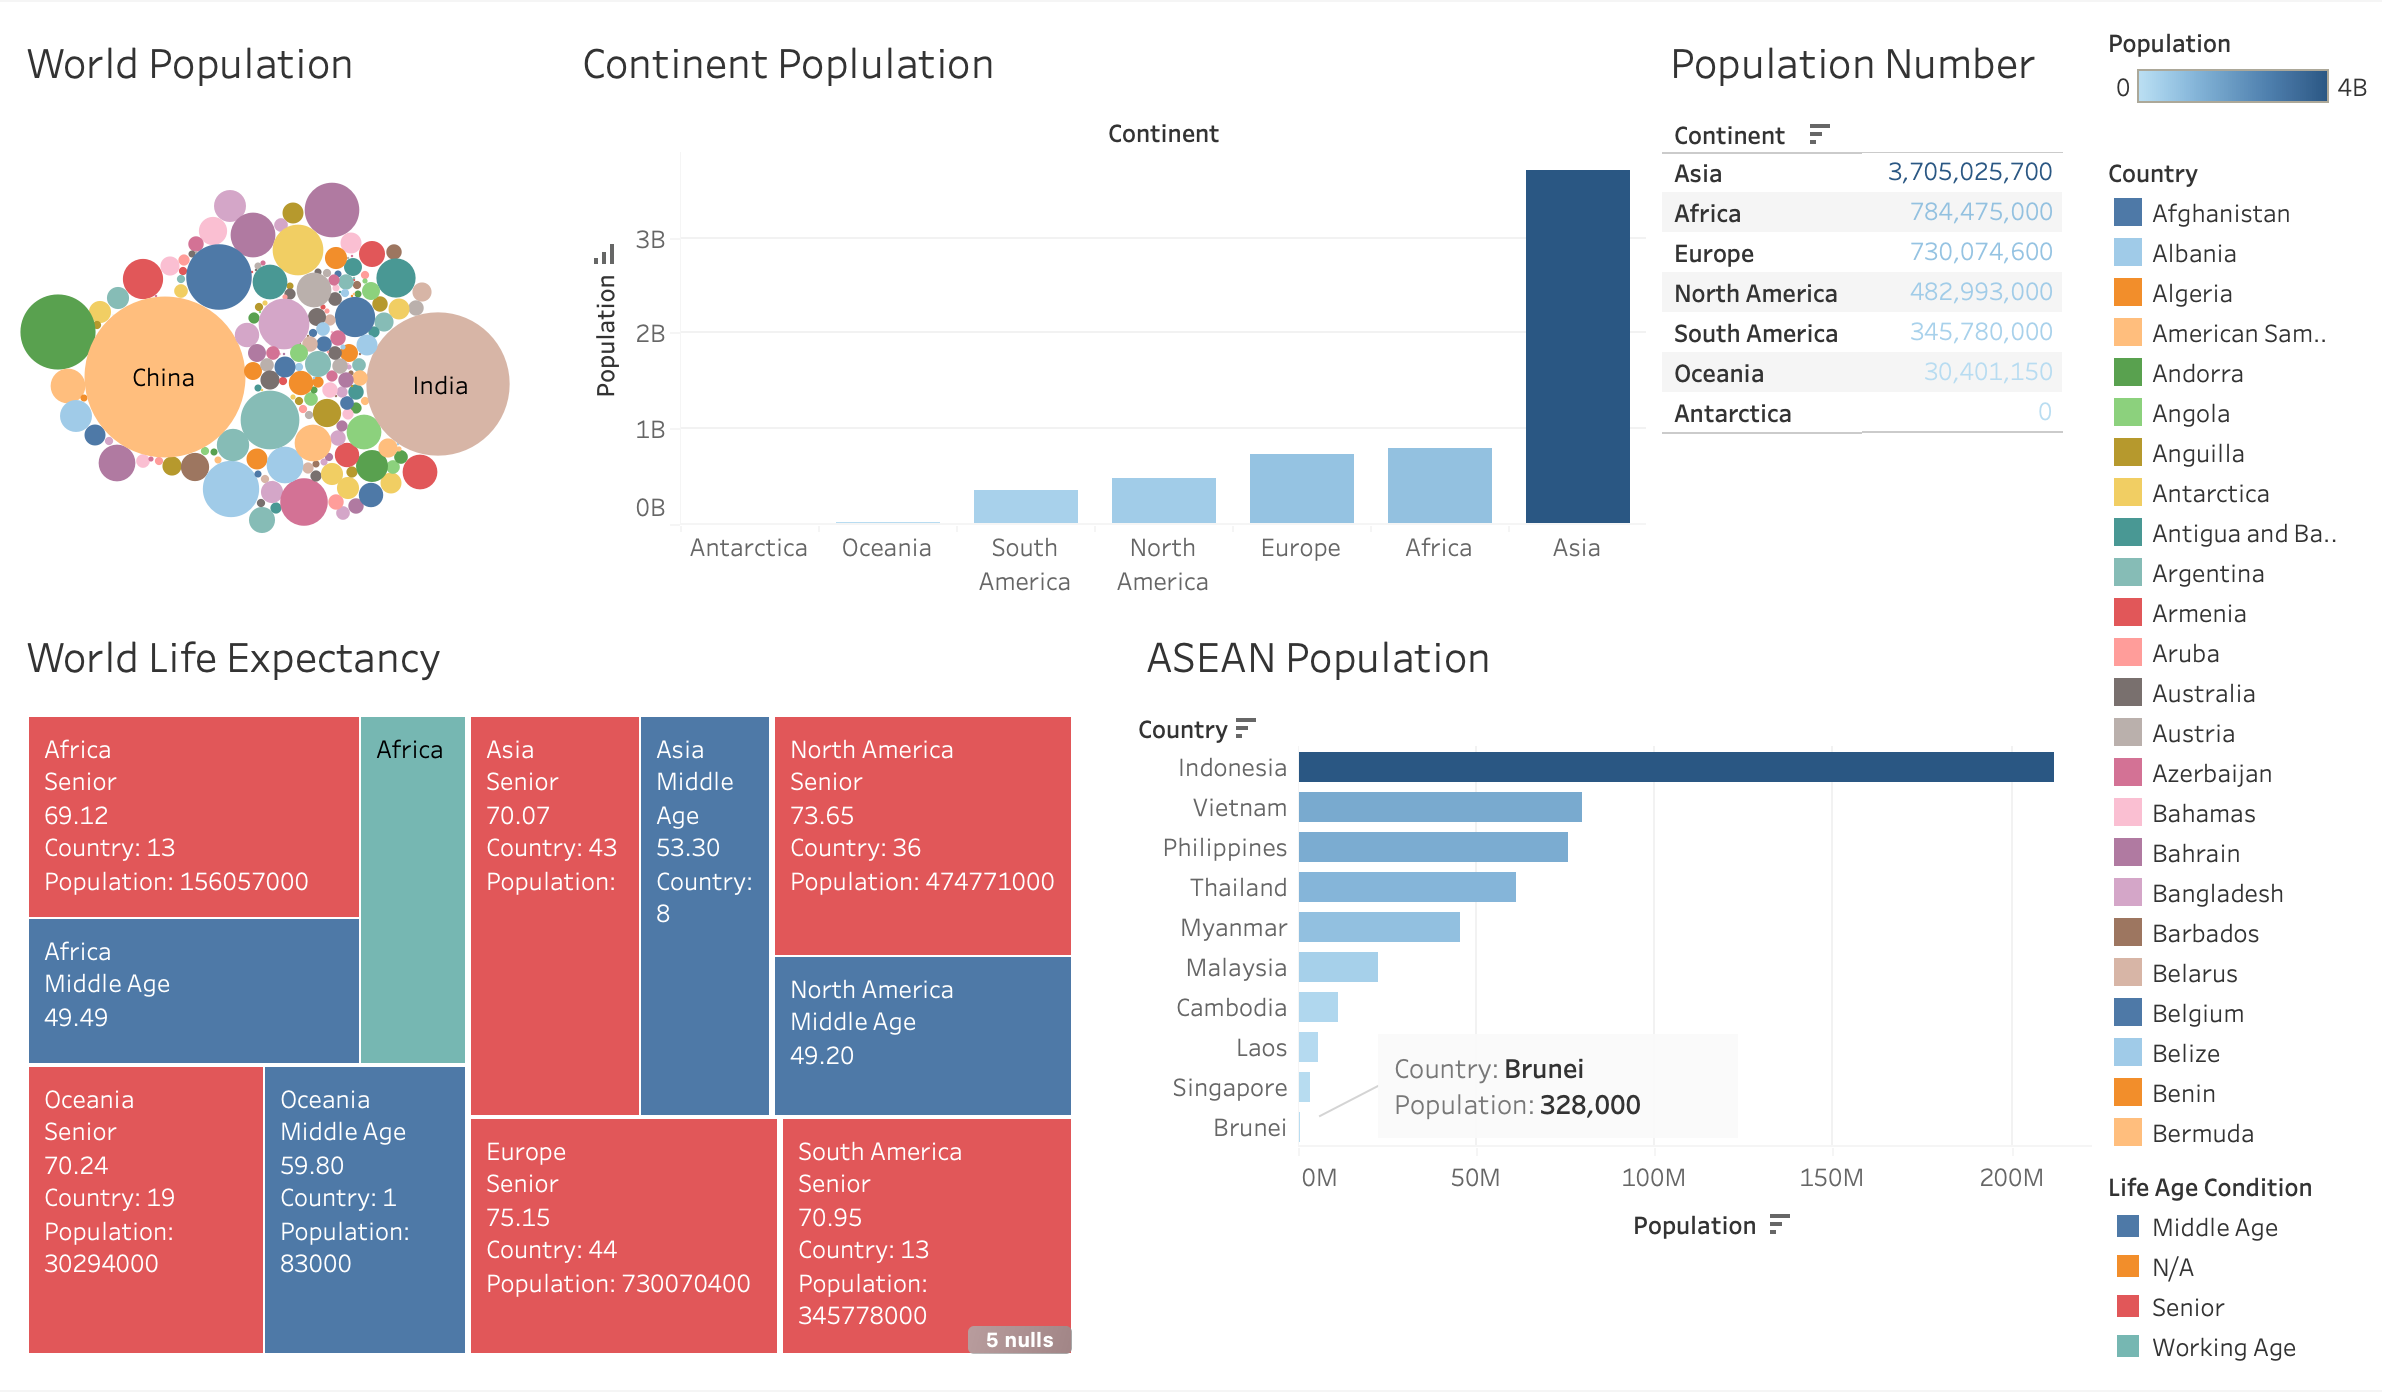 World Population
China
India
Continent Poplulation
Continent
Population
3B
2B
1B
0B
Antarctica
Oceania
South
America
North
America
Europe
Africa
Asia
Population Number
Continent
Asia 3,705,025,700
Africa 784,475,000
Europe 730,074,600
North America 482,993,000
South America 345,780,000
Oceania 30,401,150
Antarctica 0
Population
0 4B
Country
Afghanistan
Albania
Algeria
American Sam..
Andorra
Angola
Anguilla
Antarctica
Antigua and Ba..
Argentina
Armenia
Aruba
Australia
Austria
Azerbaijan
Bahamas
Bahrain
Bangladesh
Barbados
Belarus
Belgium
Belize
Benin
Bermuda
Life Age Condition
Middle Age
N/A
Senior
Working Age
World Life Expectancy
Africa
Senior
69.12
Country: 13
Population: 156057000
Africa
Africa
Middle Age
49.49
Oceania
Senior
70.24
Country: 19
Population:
30294000
Oceania
Middle Age
59.80
Country: 1
Population:
83000
Asia
Senior
70.07
Country: 43
Population:
Asia
Middle
Age
53.30
Country:
8
North America
Senior
73.65
Country: 36
Population: 474771000
North America
Middle Age
49.20
Europe
Senior
75.15
Country: 44
Population: 730070400
South America
Senior
70.95
Country: 13
Population:
345778000
5 nulls
ASEAN Population
Country
Indonesia
Vietnam
Philippines
Thailand
Myanmar
Malaysia
Cambodia
Laos
Singapore
Brunei
Country: Brunei
Population: 328,000
0M 50M 100M 150M 200M
Population